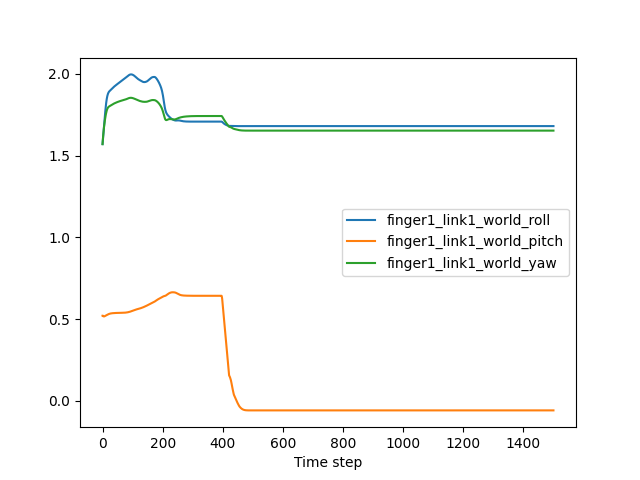 2.0
1.5
1.0
0.5
0.0
finger1_link1_world_roll
finger1_link1_world_pitch
finger1_link1_world_yaw
0 200 400 600 800 1000 1200 1400
Time step